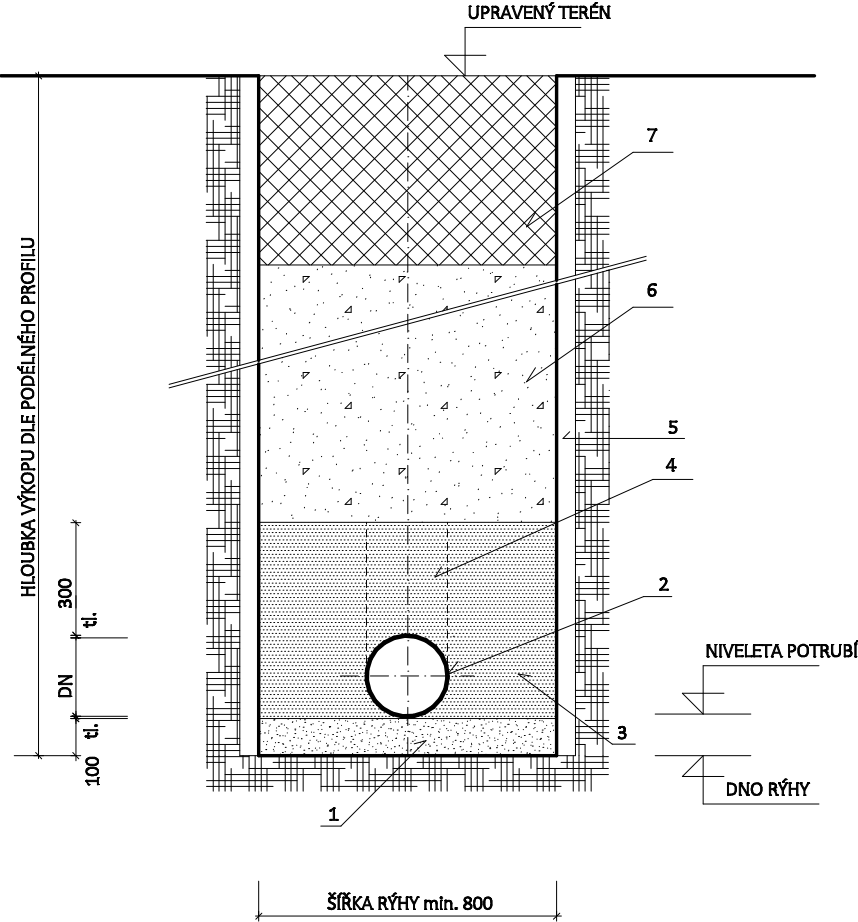 UPRAVENÝ TERÉN
7
6
5
4
2
3
1
HLOUBKA VÝKOPU DLE PODÉLNÉHO PROFILU
300
tl.
DN
100
tl.
NIVELETA POTRUBÍ
DNO RÝHY
ŠÍŘKA RÝHY min. 800